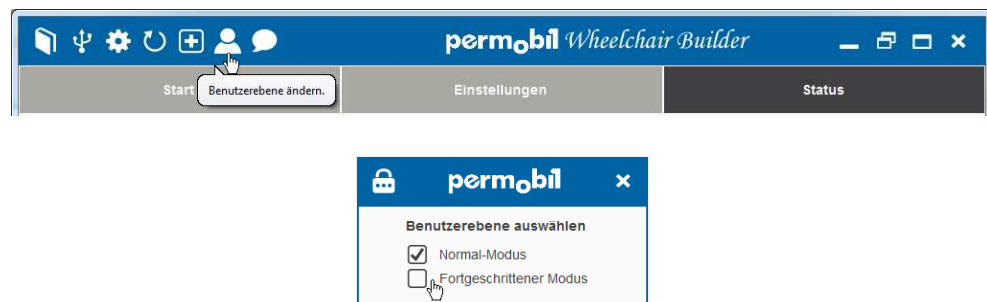 permobil Wheelchair Builder
Start
Benutzerebene ändern.
Einstellungen
Status
permobil
Benutzerebene auswählen
Normal-Modus
Fortgeschrittener Modus